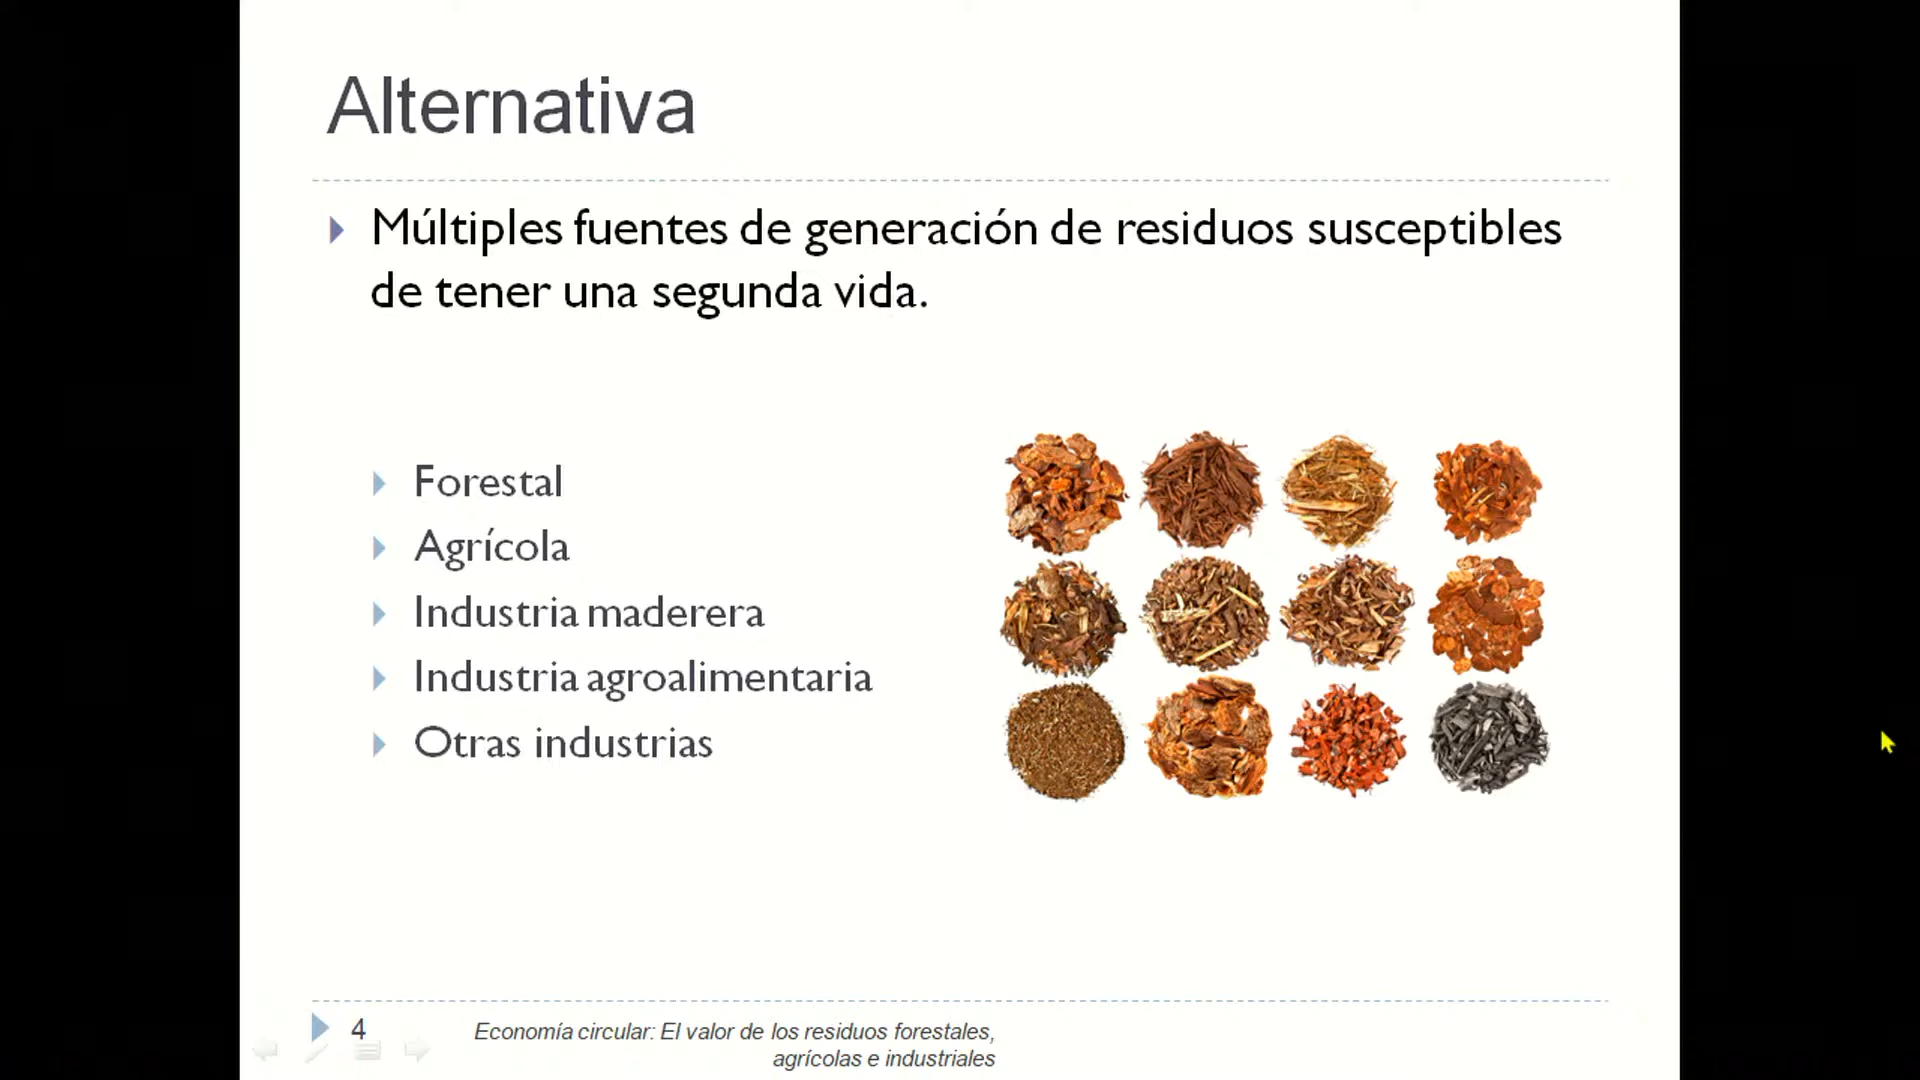 Alternativa
Múltiples fuentes de generación de residuos susceptibles
de tener una segunda vida.
Forestal
Agrícola
Industria maderera
Industria agroalimentaria
Otras industrias
4
Economía circular: El valor de los residuos forestales,
agrícolas e industriales